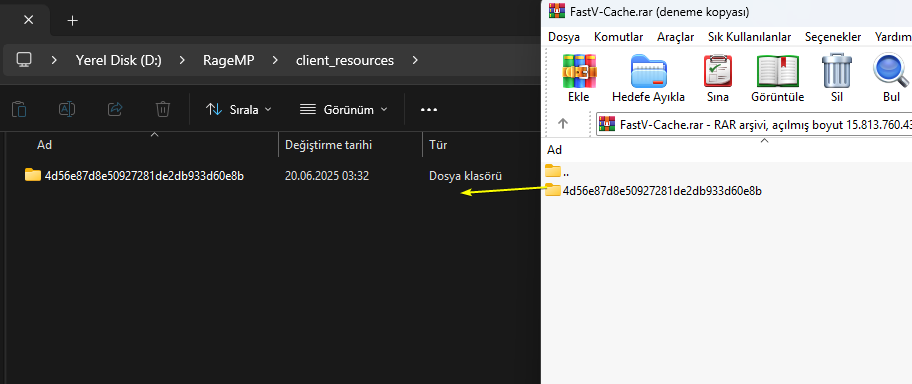 Yerel Disk (D:) RageMP client_resources
Sırala Görünüm
Ad Değiştirme tarihi Tür
4d56e87d8e50927281de2db933d60e8b 20.06.2025 03:32 Dosya klasörü
FastV-Cache.rar (deneme kopyası)
Dosya Komutlar Araçlar Sık Kullanılanlar Seçenekler Yardım
Ekle Hedefe Ayıkla Sına Görüntüle Sil Bul
FastV-Cache.rar - RAR arşivi, açılmış boyut 15.813.760.43
Ad
..
4d56e87d8e50927281de2db933d60e8b